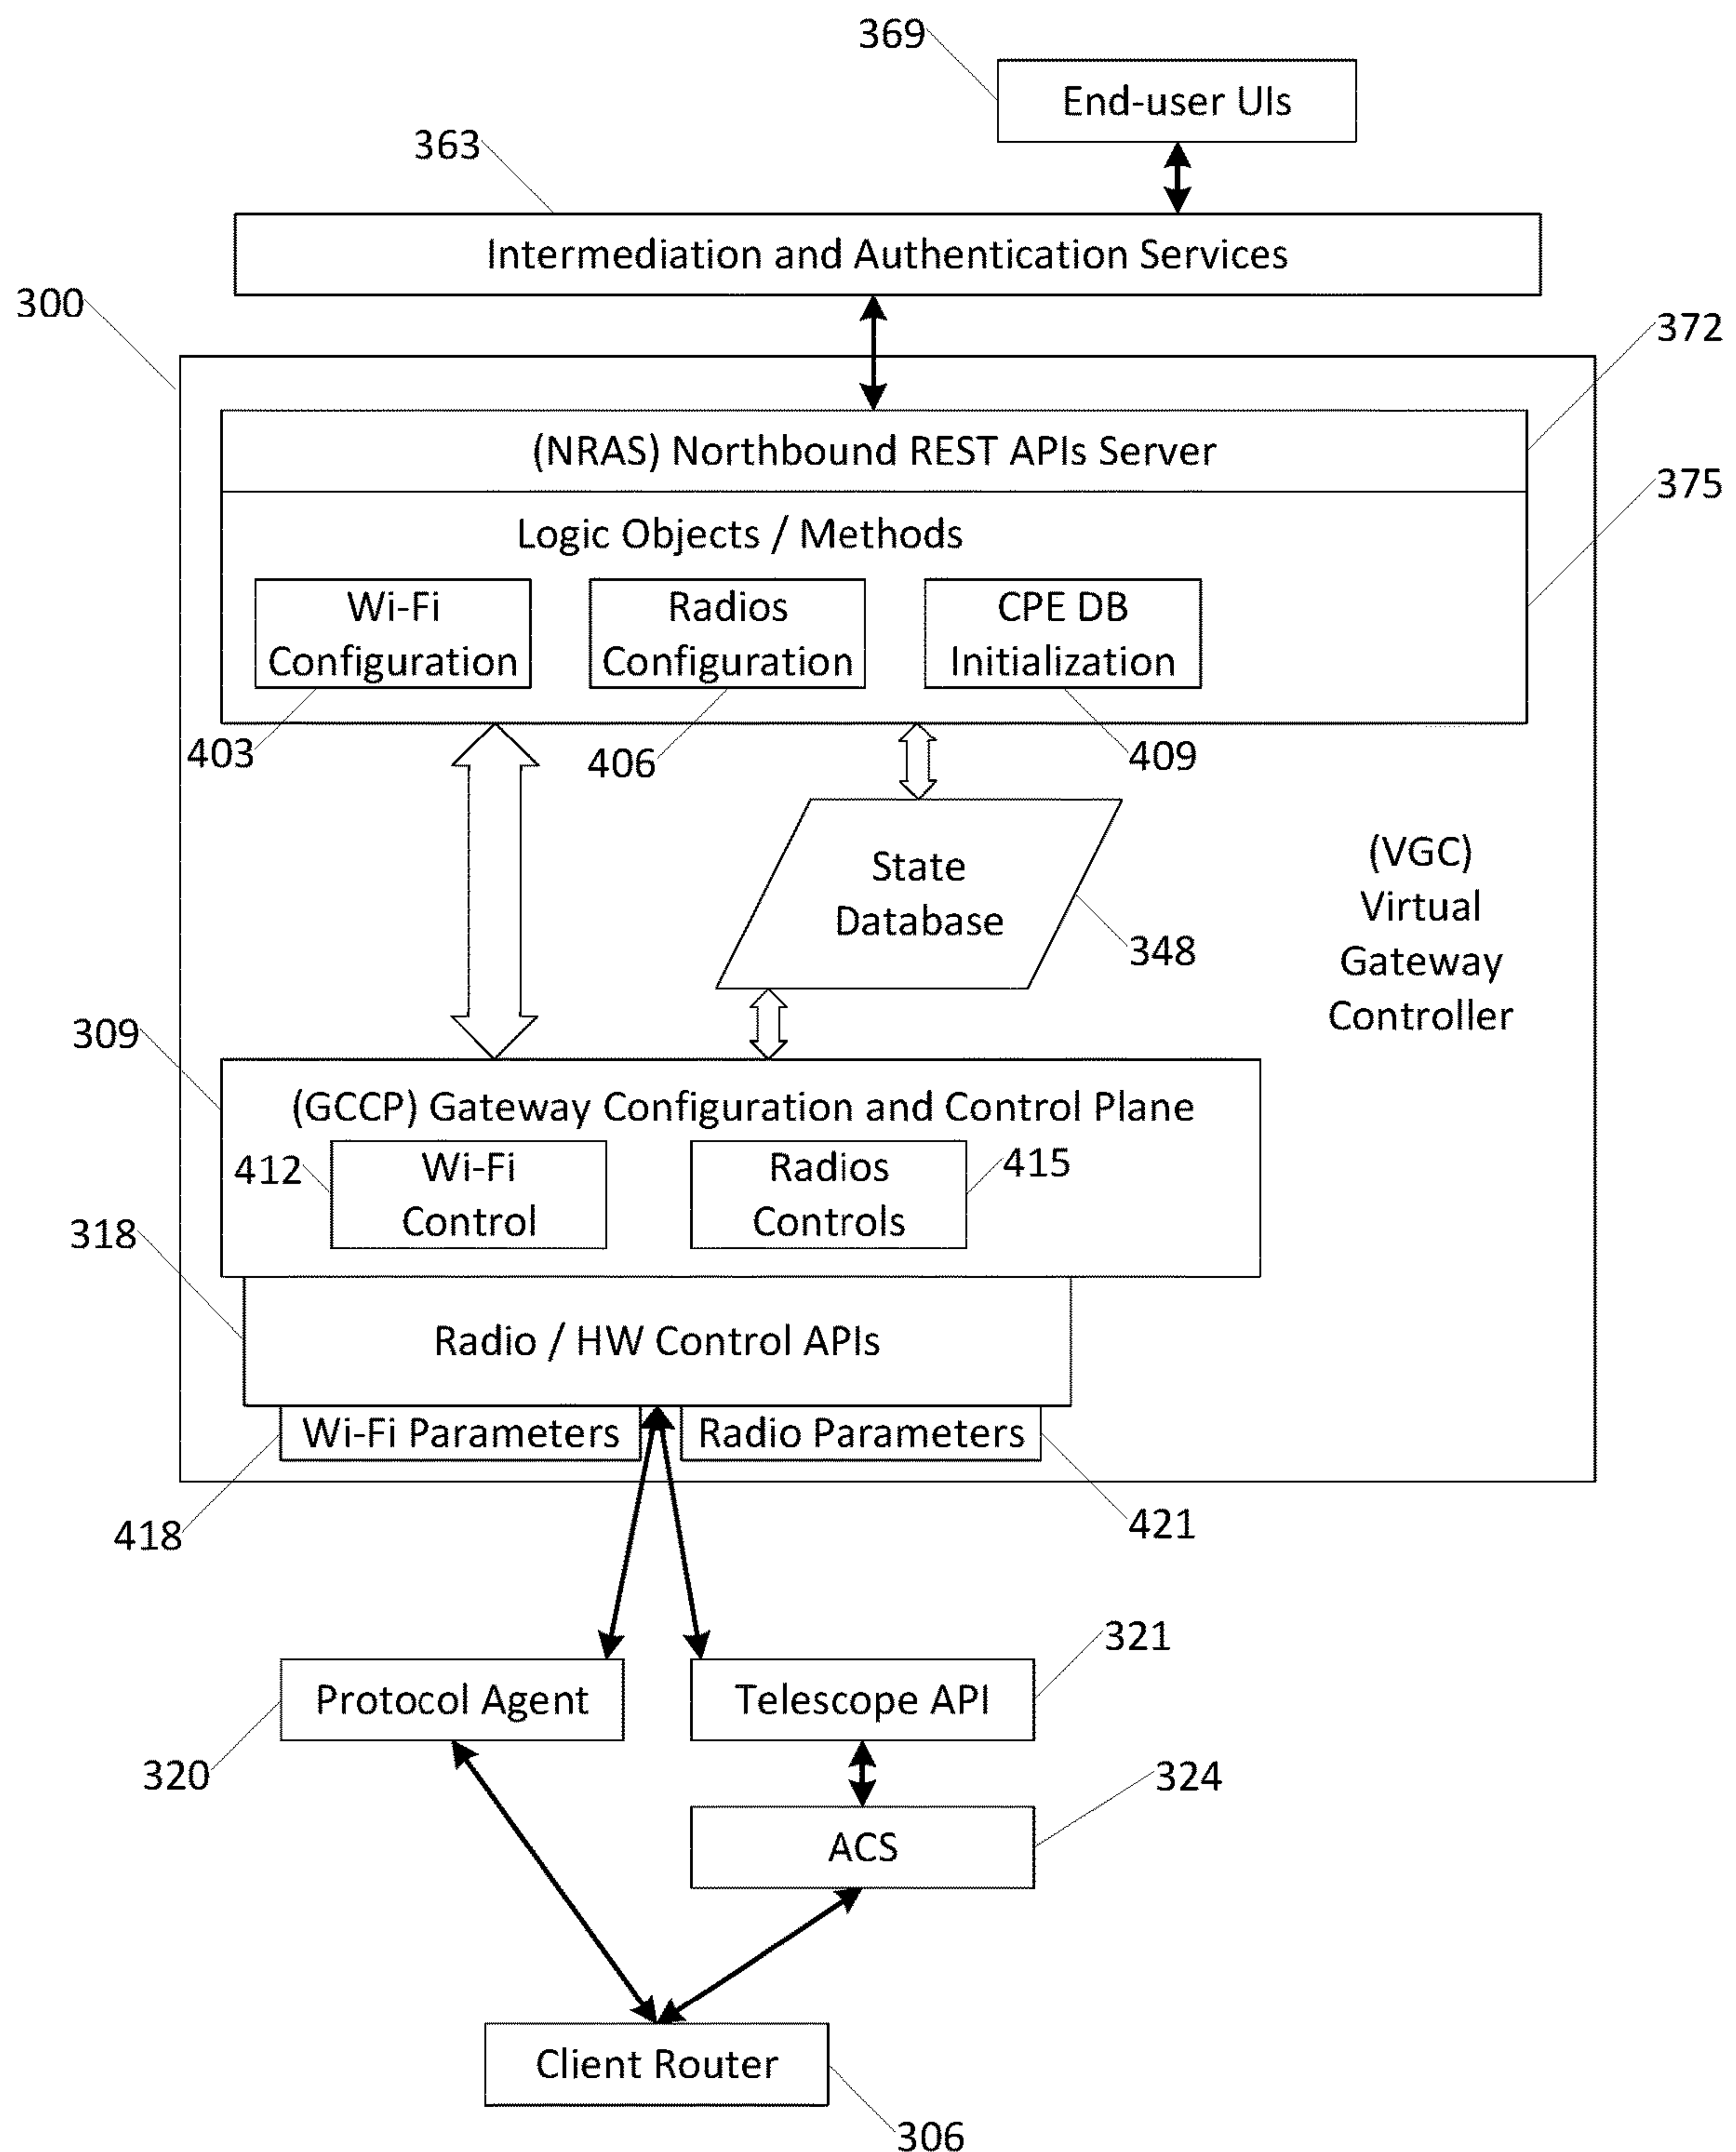 369
End-user UIs
363
Intermediation and Authentication Services
300
372
(NRAS) Northbound REST APIs Server
375
Logic Objects / Methods
Wi-Fi
Configuration
Radios
Configuration
CPE DB
Initialization
403
406
409
State
Database
348
(VGC)
Virtual
Gateway
Controller
309
(GCCP) Gateway Configuration and Control Plane
412
Wi-Fi
Control
Radios
Controls
415
318
Radio / HW Control APIs
Wi-Fi Parameters
Radio Parameters
418
421
321
Protocol Agent
Telescope API
320
324
ACS
Client Router
306